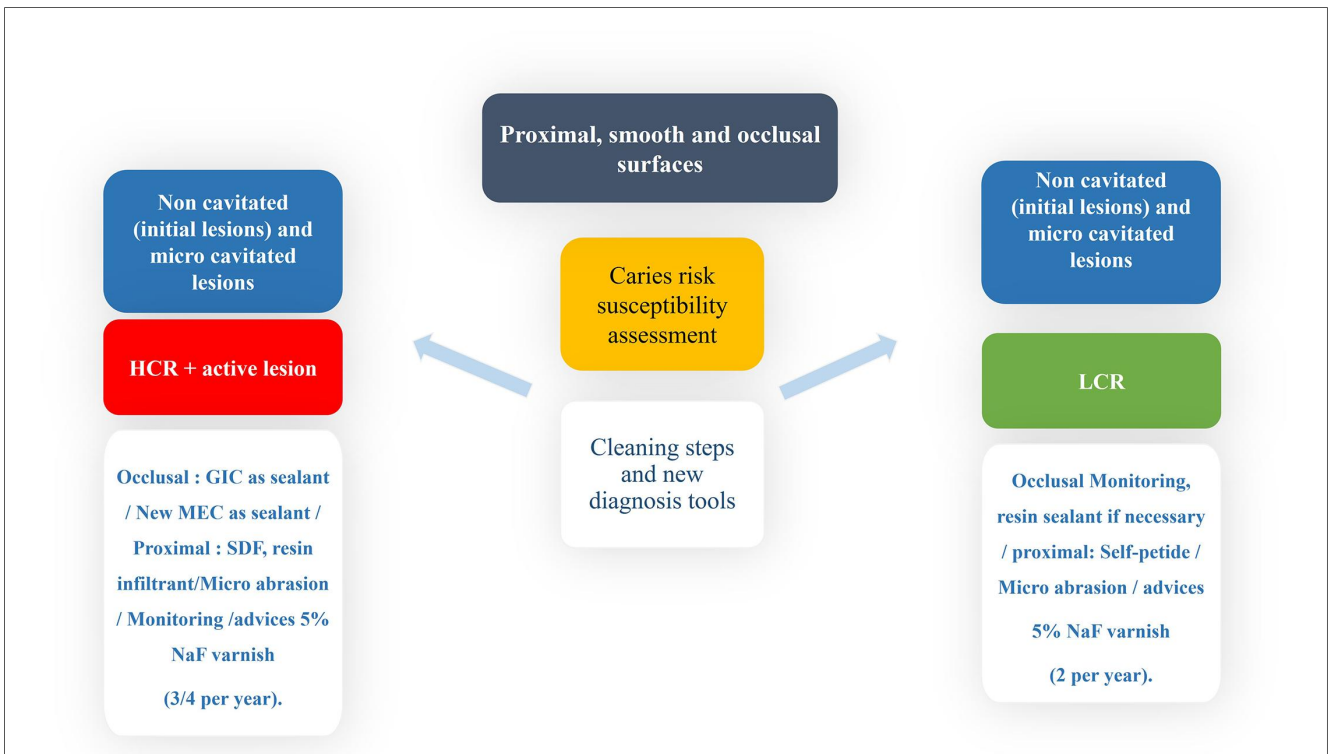 Proximal, smooth and occlusal
surfaces
Non cavitated
(initial lesions) and
micro cavitated
lesions
HCR + active lesion
Occlusal : GIC as sealant
/ New MEC as sealant /
Proximal : SDF, resin
infiltrant/Micro abrasion
/ Monitoring /advices 5%
NaF varnish
(3/4 per year).
Caries risk
susceptibility
assessment
Cleaning steps
and new
diagnosis tools
Non cavitated
(initial lesions) and
micro cavitated
lesions
LCR
Occlusal Monitoring,
resin sealant if necessary
/ proximal: Self-petide /
Micro abrasion / advices
5% NaF varnish
(2 per year).